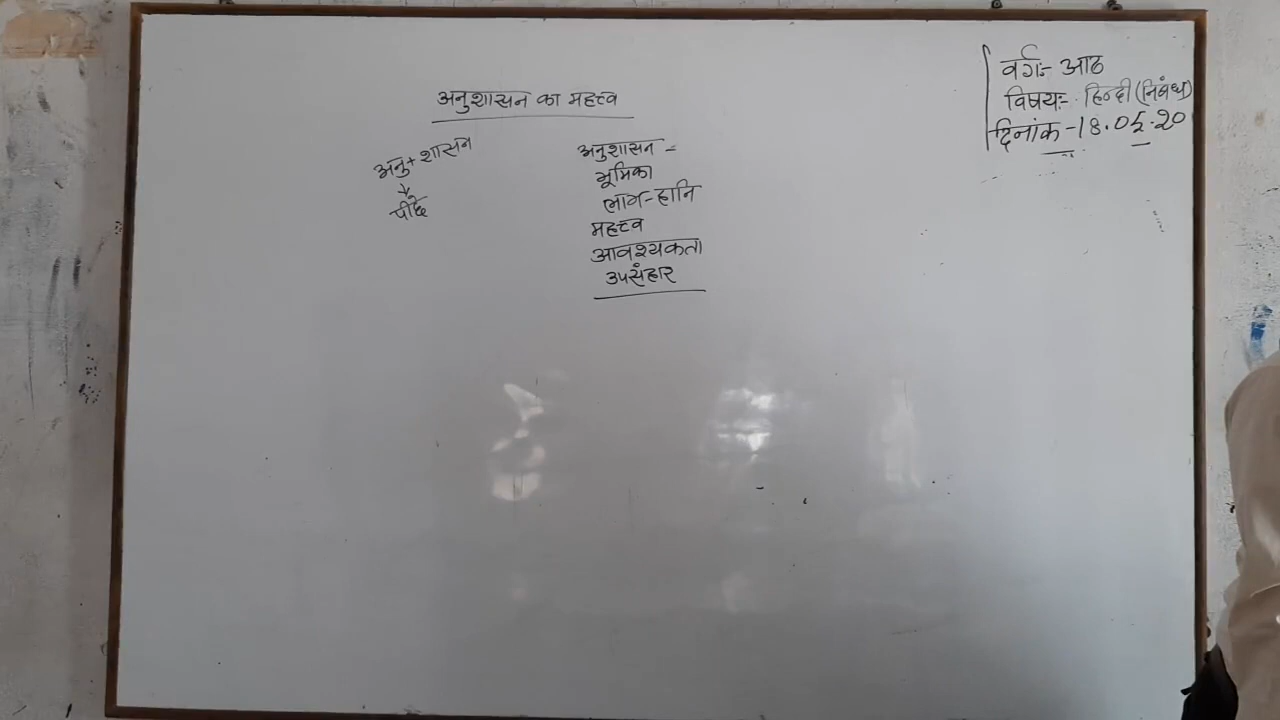 वर्ग:- आठ
विषय:- हिन्दी (निबंध)
दिनांक - 18.05.20
अनुशासन का महत्त्व
अनु + शासन
पीछे
अनुशासन =
भूमिका
लाभ - हानि
महत्त्व
आवश्यकता
उपसंहार